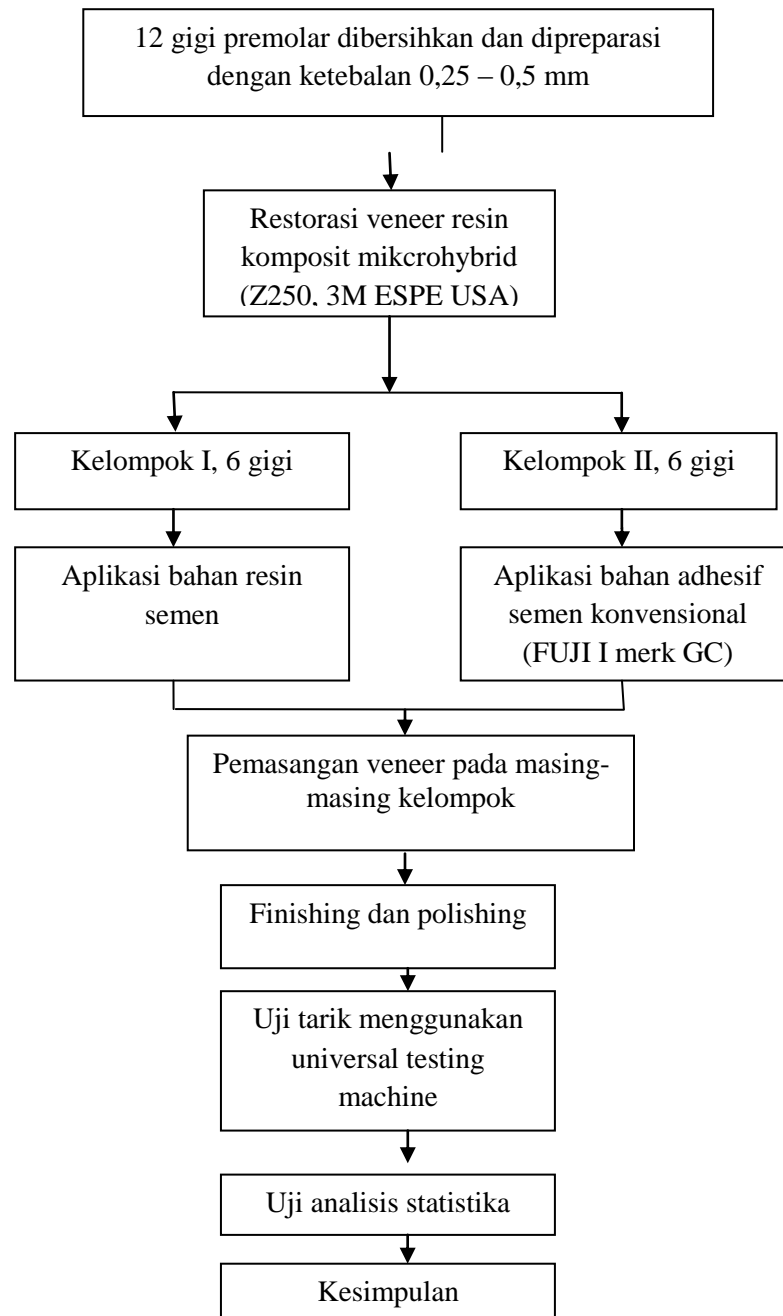 12 gigi premolar dibersihkan dan dipreparasi
dengan ketebalan 0,25 – 0,5 mm
Restorasi veneer resin
komposit mikcrohybrid
(Z250, 3M ESPE USA)
Kelompok I, 6 gigi
Kelompok II, 6 gigi
Aplikasi bahan resin
semen
Aplikasi bahan adhesif
semen konvensional
(FUJI I merk GC)
Pemasangan veneer pada masing-
masing kelompok
Finishing dan polishing
Uji tarik menggunakan
universal testing
machine
Uji analisis statistika
Kesimpulan